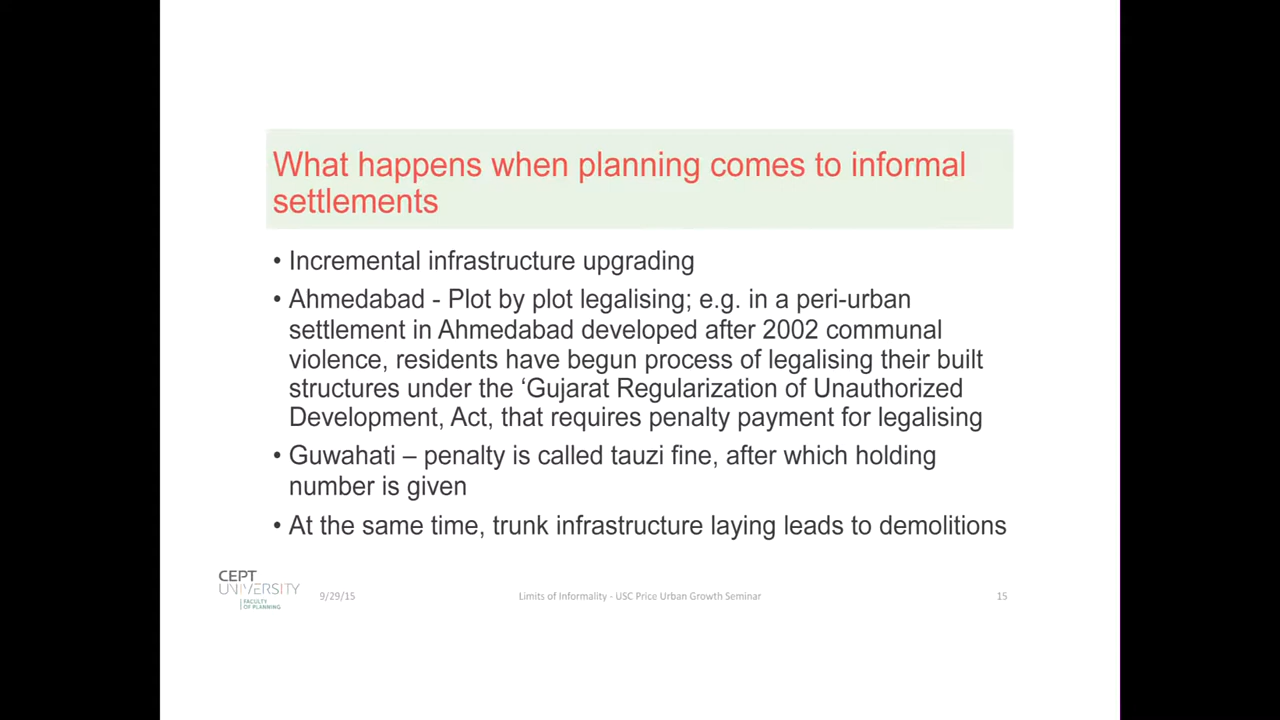 What happens when planning comes to informal
settlements
• Incremental infrastructure upgrading
• Ahmedabad - Plot by plot legalising; e.g. in a peri-urban
settlement in Ahmedabad developed after 2002 communal
violence, residents have begun process of legalising their built
structures under the ‘Gujarat Regularization of Unauthorized
Development, Act, that requires penalty payment for legalising
• Guwahati – penalty is called tauzi fine, after which holding
number is given
• At the same time, trunk infrastructure laying leads to demolitions
CEPT
UNIVERSITY
FACULTY
OF PLANNING
9/29/15
Limits of Informality - USC Price Urban Growth Seminar
15